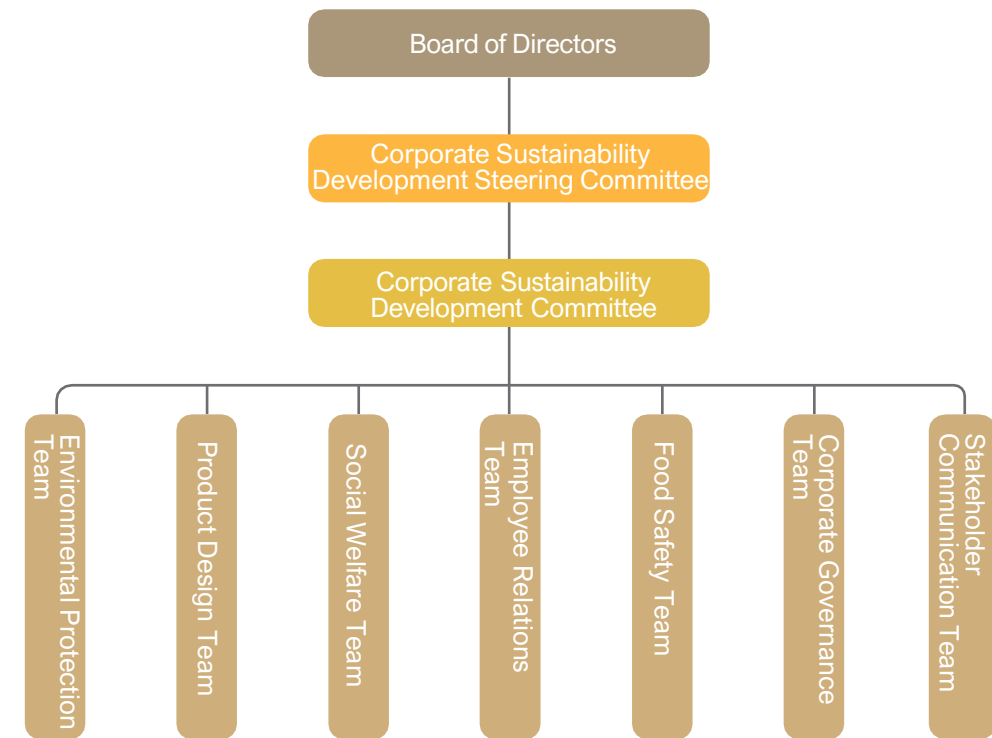 Board of Directors
Corporate Sustainability
Development Steering Committee
Corporate Sustainability
Development Committee
Environmental Protection
Team
Product Design Team
Social Welfare Team
Employee Relations
Team
Food Safety Team
Corporate Governance
Team
Stakeholder
Communication Team